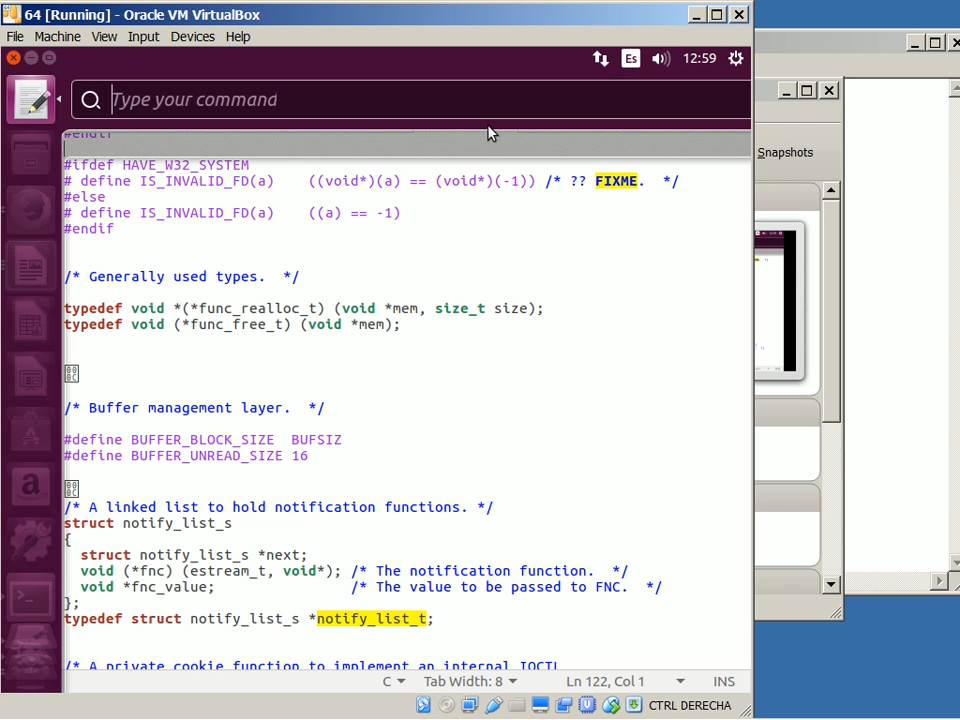 64 [Running] - Oracle VM VirtualBox
File Machine View Input Devices Help
Es 12:59
Type your command
#endif
#ifdef HAVE_W32_SYSTEM
# define IS_INVALID_FD(a) ((void*)(a) == (void*)(-1)) /* ?? FIXME. */
#else
# define IS_INVALID_FD(a) ((a) == -1)
#endif
/* Generally used types. */
typedef void *(*func_realloc_t) (void *mem, size_t size);
typedef void (*func_free_t) (void *mem);
00
0C
/* Buffer management layer. */
#define BUFFER_BLOCK_SIZE BUFSIZ
#define BUFFER_UNREAD_SIZE 16
00
0C
/* A linked list to hold notification functions. */
struct notify_list_s
{
struct notify_list_s *next;
void (*fnc) (estream_t, void*); /* The notification function. */
void *fnc_value; /* The value to be passed to FNC. */
};
typedef struct notify_list_s *notify_list_t;
/* A private cookie function to implement an internal IOCTL
C Tab Width: 8 Ln 122, Col 1 INS
CTRL DERECHA
Snapshots